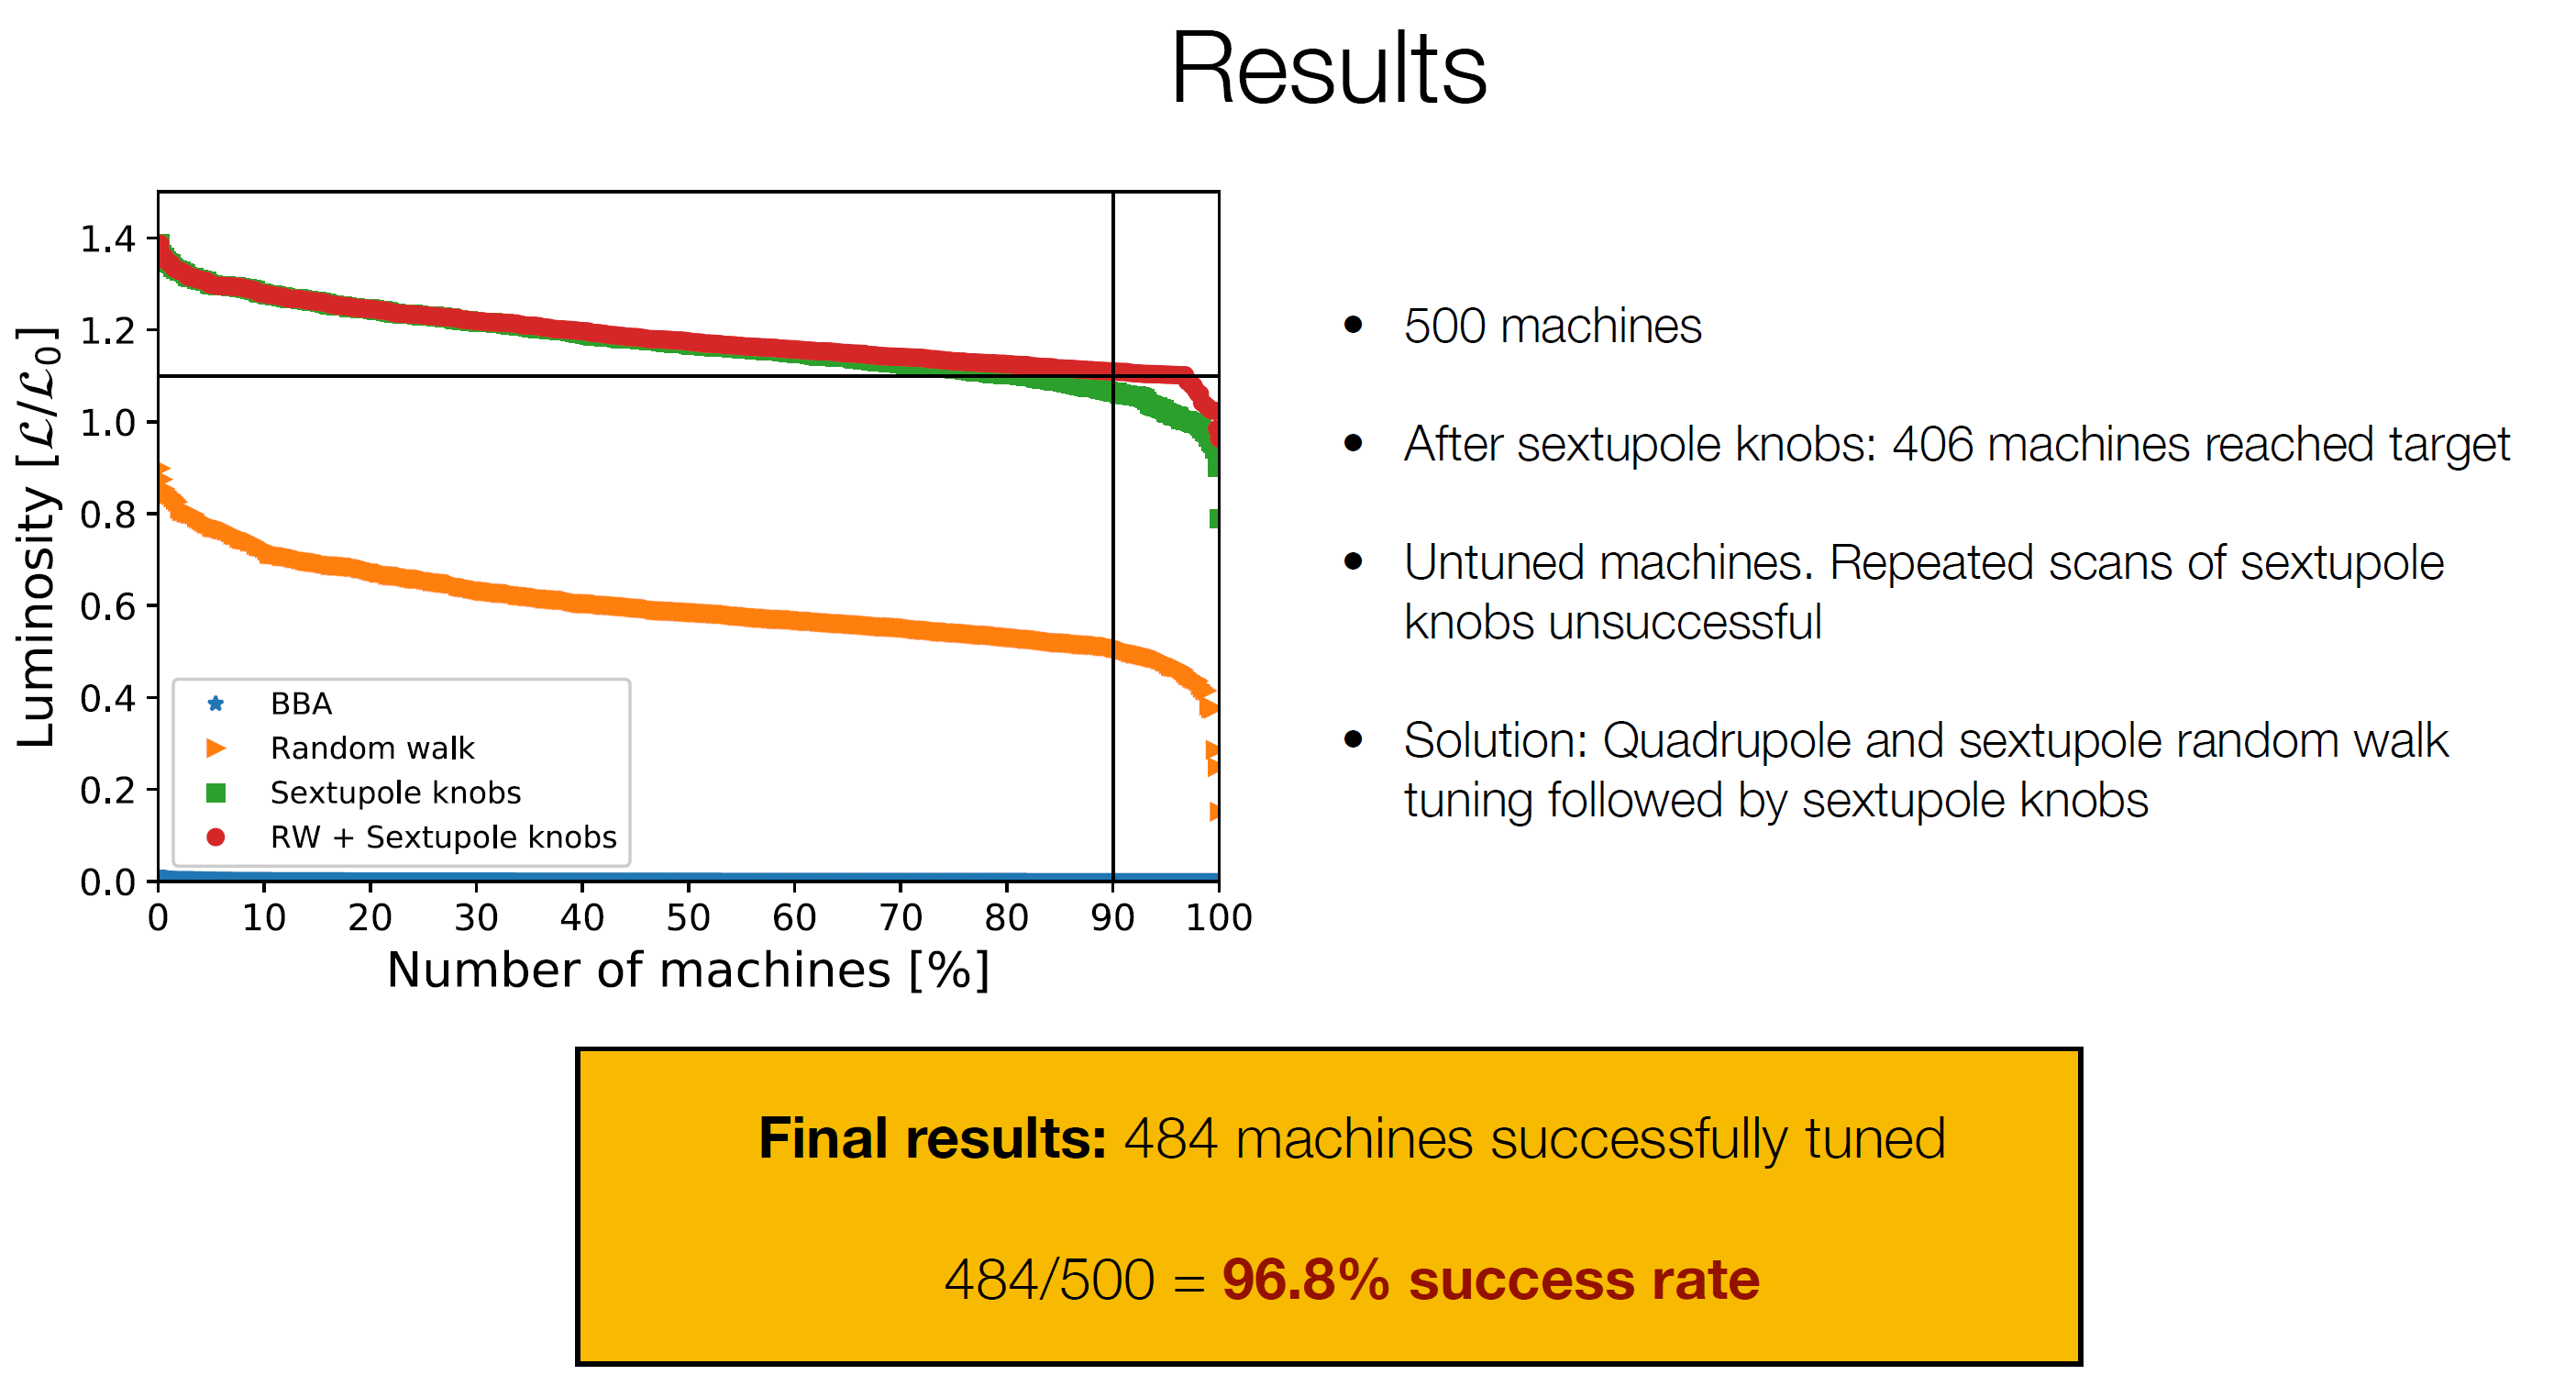 Results
1.4
1.2
1.0
0.8
0.6
0.4
0.2
0.0
Luminosity [ℒ/ℒ₀]
BBA
Random walk
Sextupole knobs
RW + Sextupole knobs
0 10 20 30 40 50 60 70 80 90 100
Number of machines [%]
• 500 machines
• After sextupole knobs: 406 machines reached target
• Untuned machines. Repeated scans of sextupole
knobs unsuccessful
• Solution: Quadrupole and sextupole random walk
tuning followed by sextupole knobs
Final results: 484 machines successfully tuned
484/500 = 96.8% success rate